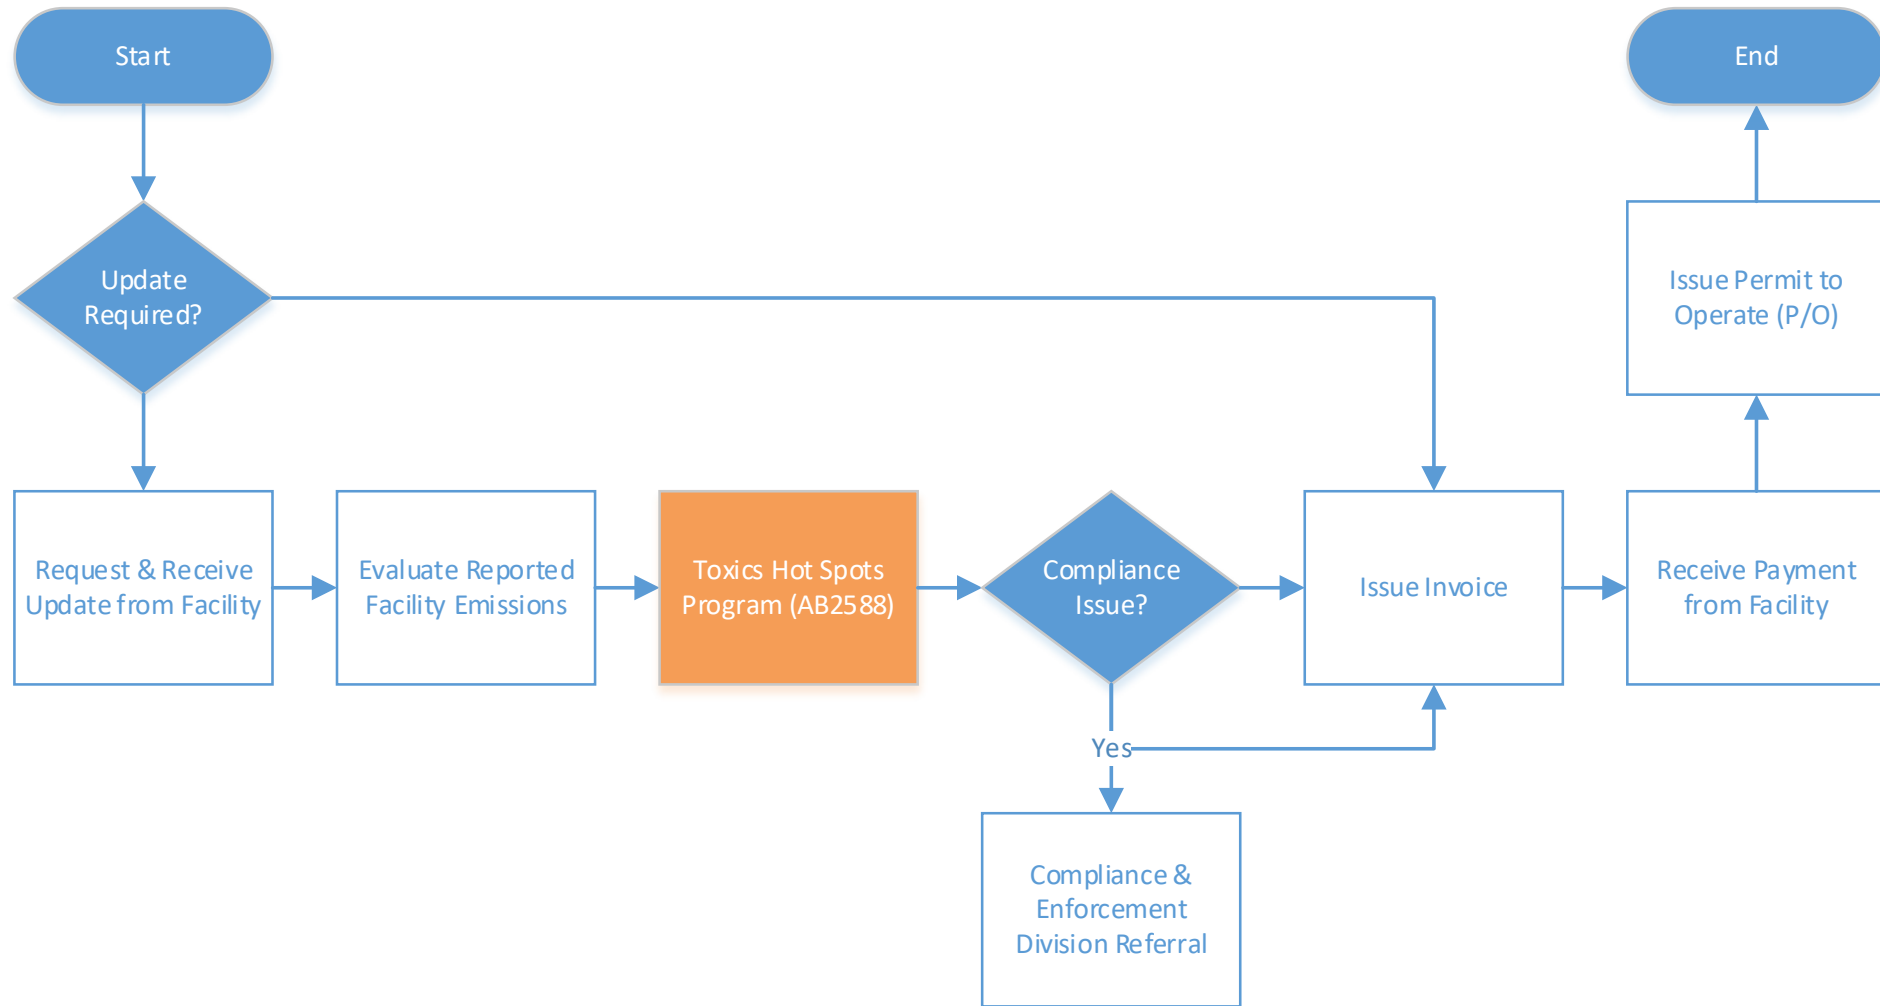 Start
End
Update
Required?
Issue Permit to
Operate (P/O)
Request & Receive
Update from Facility
Evaluate Reported
Facility Emissions
Toxics Hot Spots
Program (AB2588)
Compliance
Issue?
Issue Invoice
Receive Payment
from Facility
Yes
Compliance &
Enforcement
Division Referral